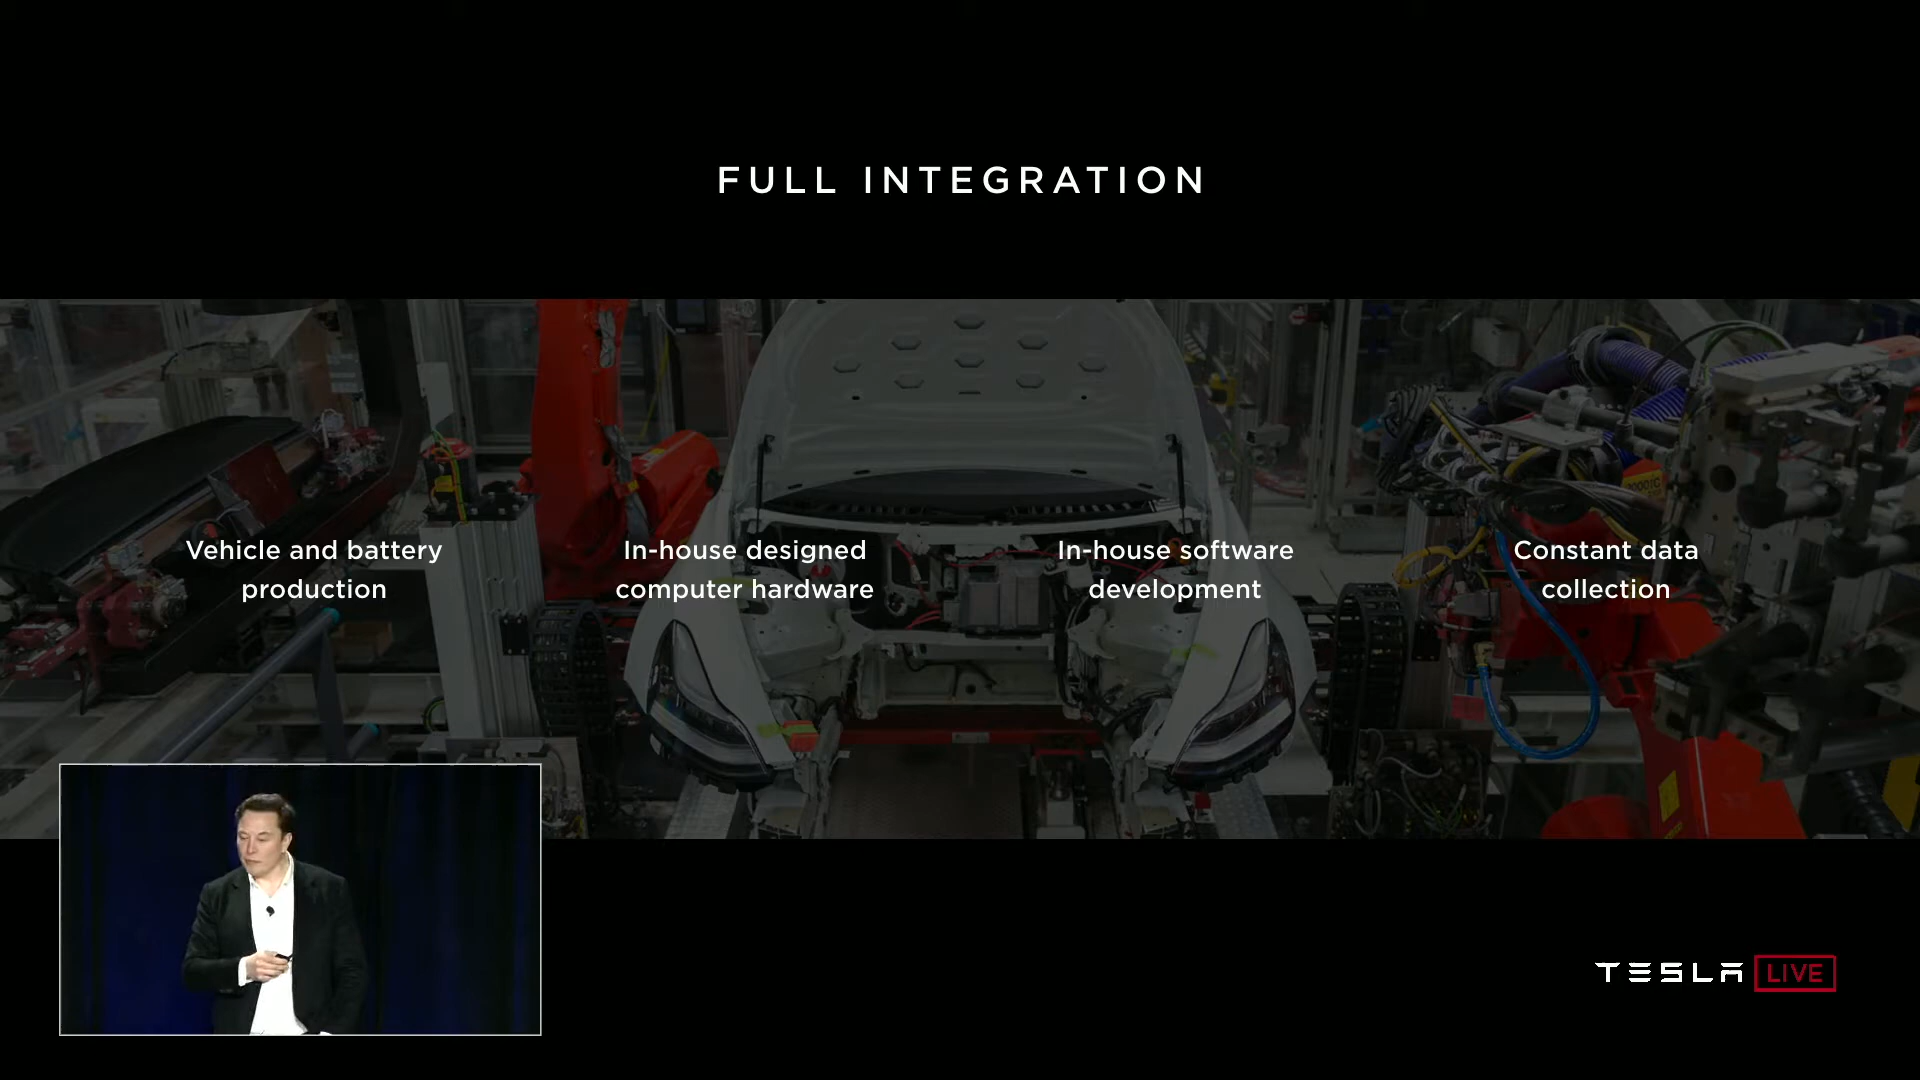 FULL INTEGRATION
Vehicle and battery
production
In-house designed
computer hardware
In-house software
development
Constant data
collection
TESLA LIVE